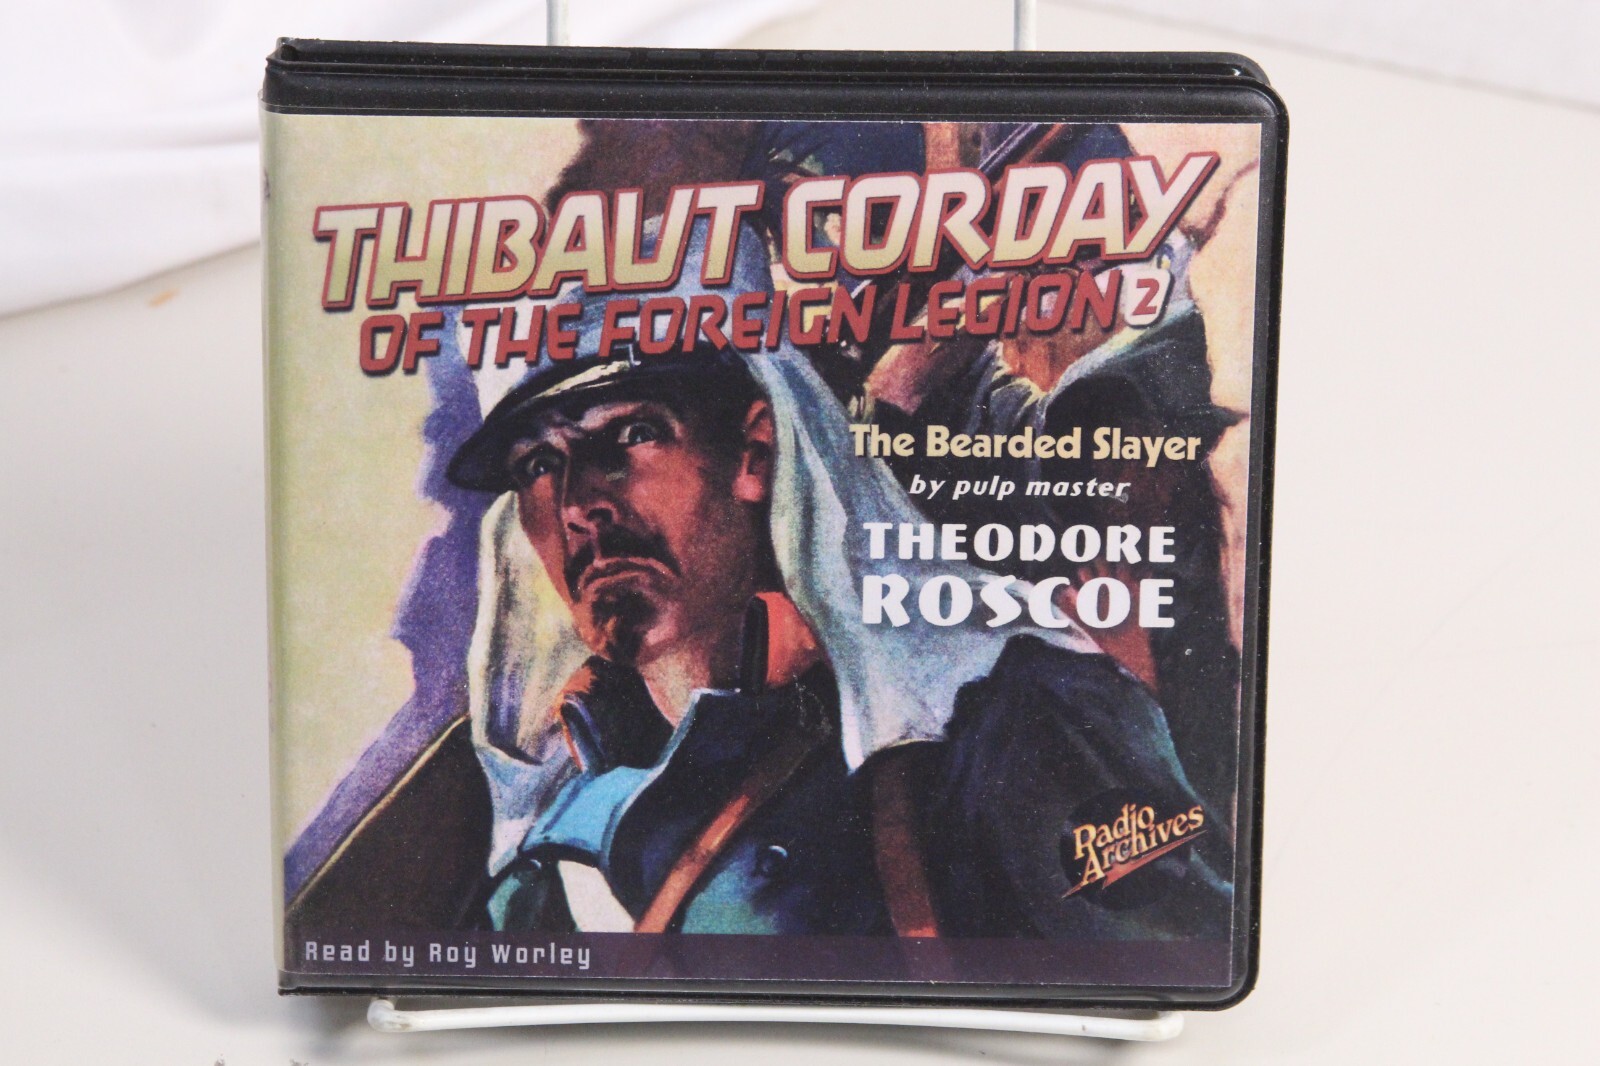 THIBAUT CORDAY
OF THE FOREIGN LEGION 2
The Bearded Slayer
by pulp master
THEODORE
ROSCOE
Radio
Archives
Read by Roy Worley